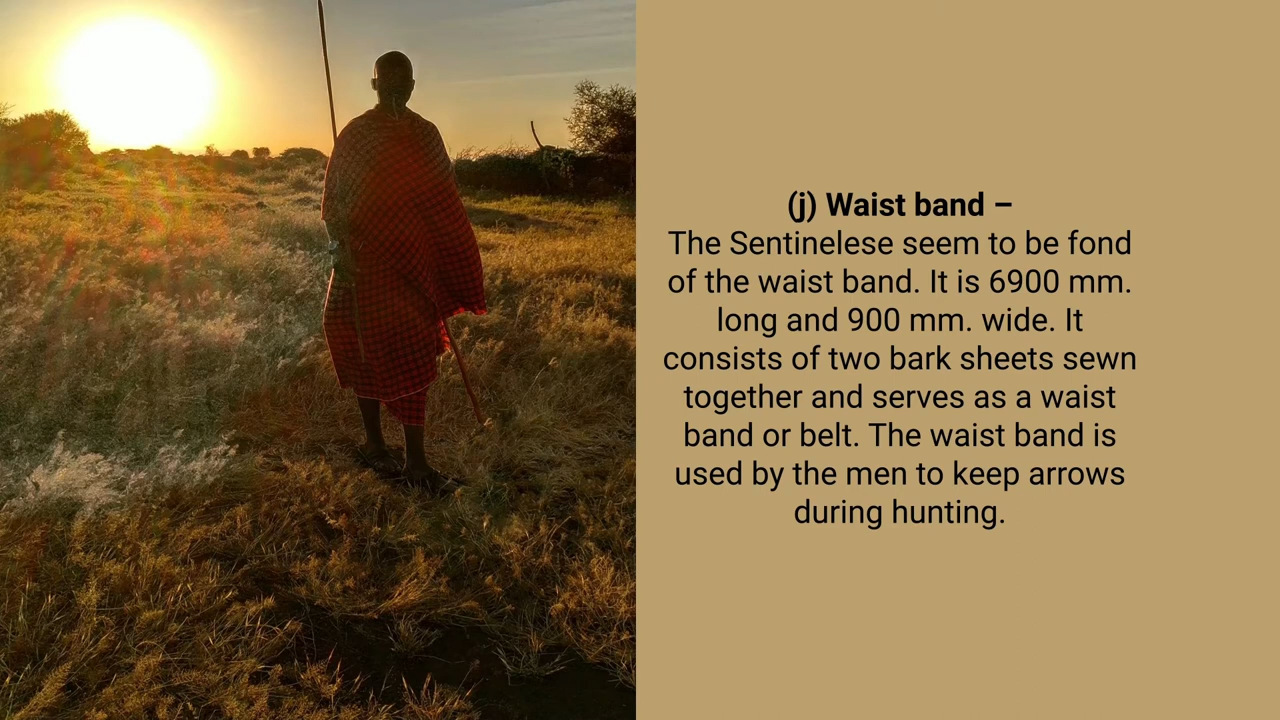 (j) Waist band –
The Sentinelese seem to be fond
of the waist band. It is 6900 mm.
long and 900 mm. wide. It
consists of two bark sheets sewn
together and serves as a waist
band or belt. The waist band is
used by the men to keep arrows
during hunting.